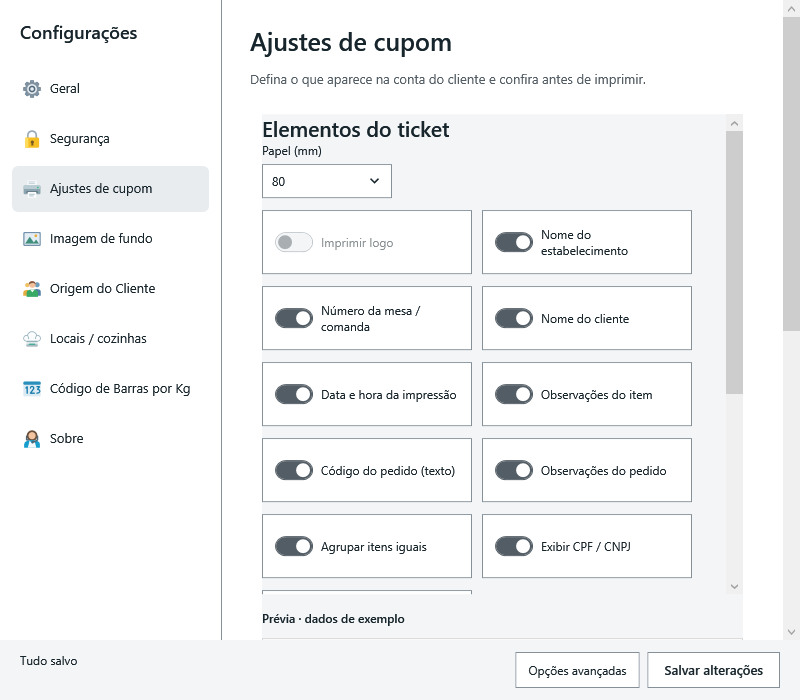 Configurações
Geral
Segurança
Ajustes de cupom
Imagem de fundo
Origem do Cliente
Locais / cozinhas
123
Código de Barras por Kg
Sobre
Ajustes de cupom
Defina o que aparece na conta do cliente e confira antes de imprimir.
Elementos do ticket
Papel (mm)
80
Imprimir logo
Nome do
estabelecimento
Número da mesa /
comanda
Nome do cliente
Data e hora da impressão
Observações do item
Código do pedido (texto)
Observações do pedido
Agrupar itens iguais
Exibir CPF / CNPJ
Prévia · dados de exemplo
Tudo salvo
Opções avançadas
Salvar alterações